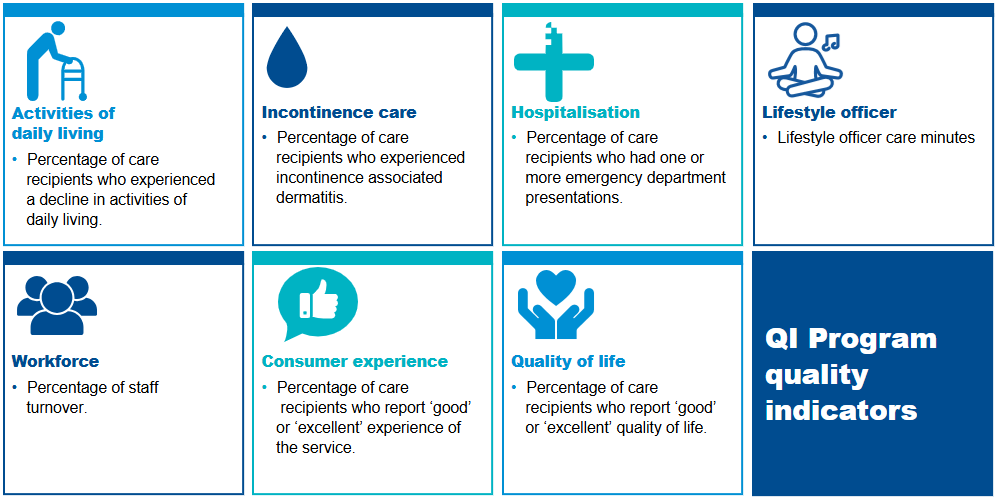 Activities of
daily living
• Percentage of care
recipients who experienced
a decline in activities of
daily living.
Incontinence care
• Percentage of care
recipients who experienced
incontinence associated
dermatitis.
Hospitalisation
• Percentage of care
recipients who had one or
more emergency department
presentations.
Lifestyle officer
• Lifestyle officer care minutes
Workforce
• Percentage of staff
turnover.
Consumer experience
• Percentage of care
recipients who report ‘good’
or ‘excellent’ experience of
the service.
Quality of life
• Percentage of care
recipients who report ‘good’
or ‘excellent’ quality of life.
QI Program
quality
indicators